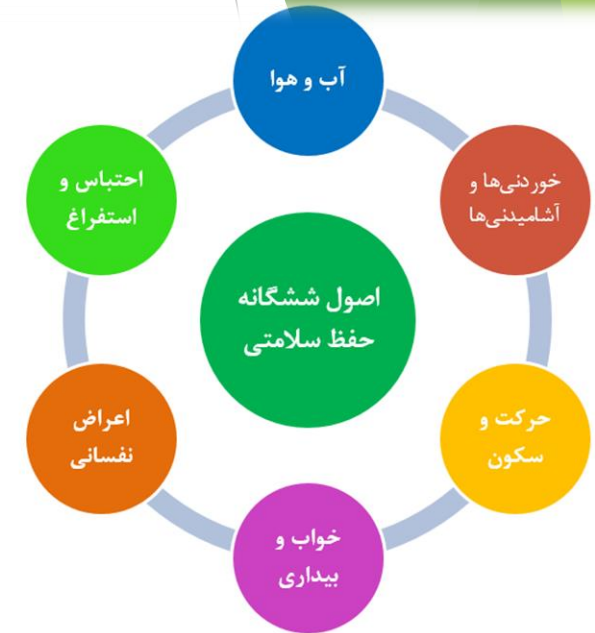 آب و هوا
خوردنی‌ها و
آشامیدنی‌ها
حرکت و
سکون
خواب و
بیداری
اعراض
نفسانی
احتباس و
استفراغ
اصول ششگانه
حفظ سلامتی